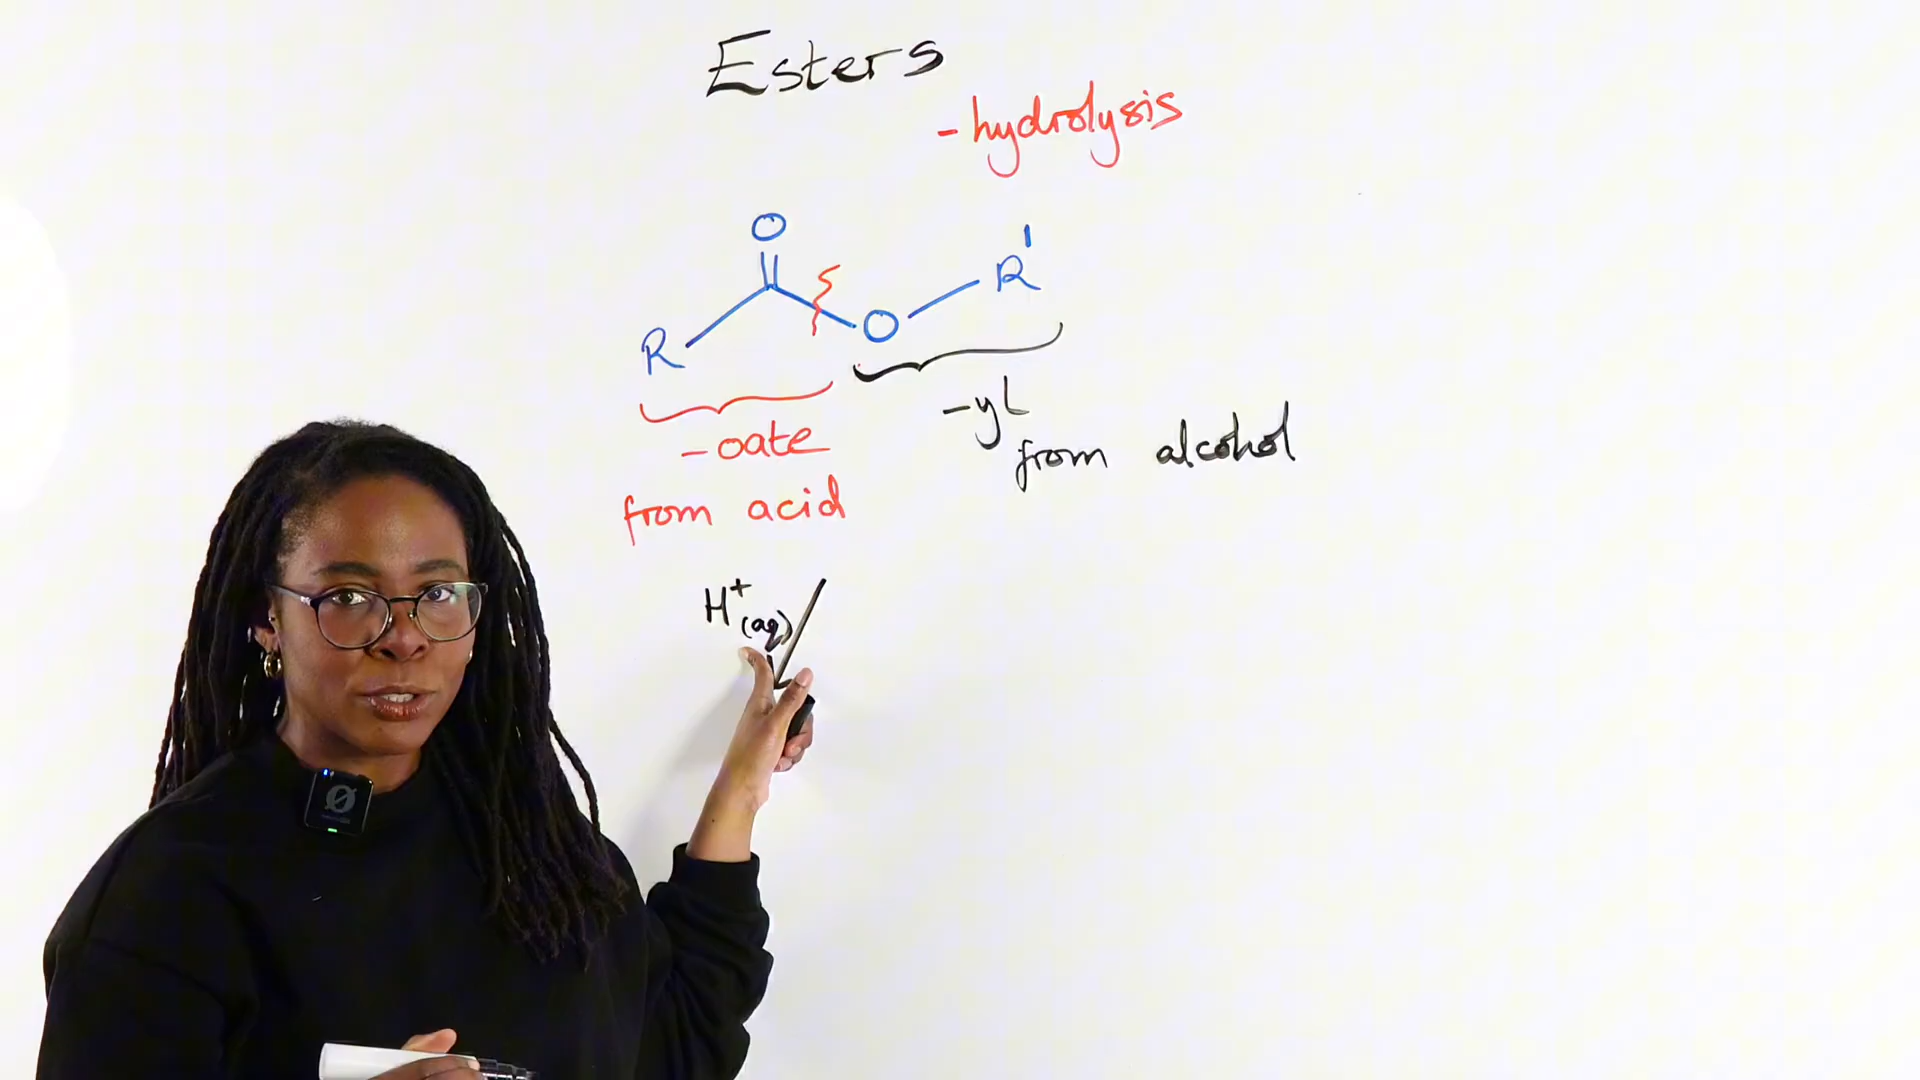 Esters
-hydrolysis
O
R'
O
R
-yl
from alcohol
-oate
from acid
H+(aq)